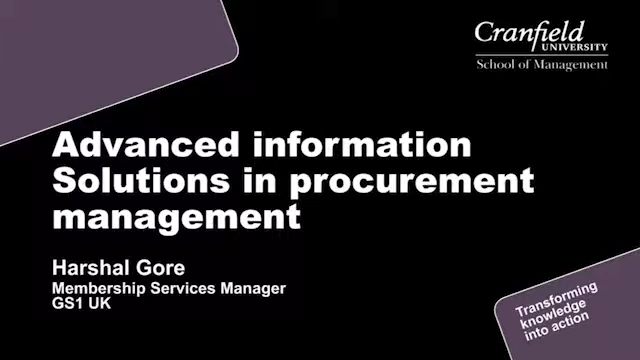 Cranfield
UNIVERSITY
School of Management
Advanced information
Solutions in procurement
management
Harshal Gore
Membership Services Manager
GS1 UK
Transforming
knowledge
into action